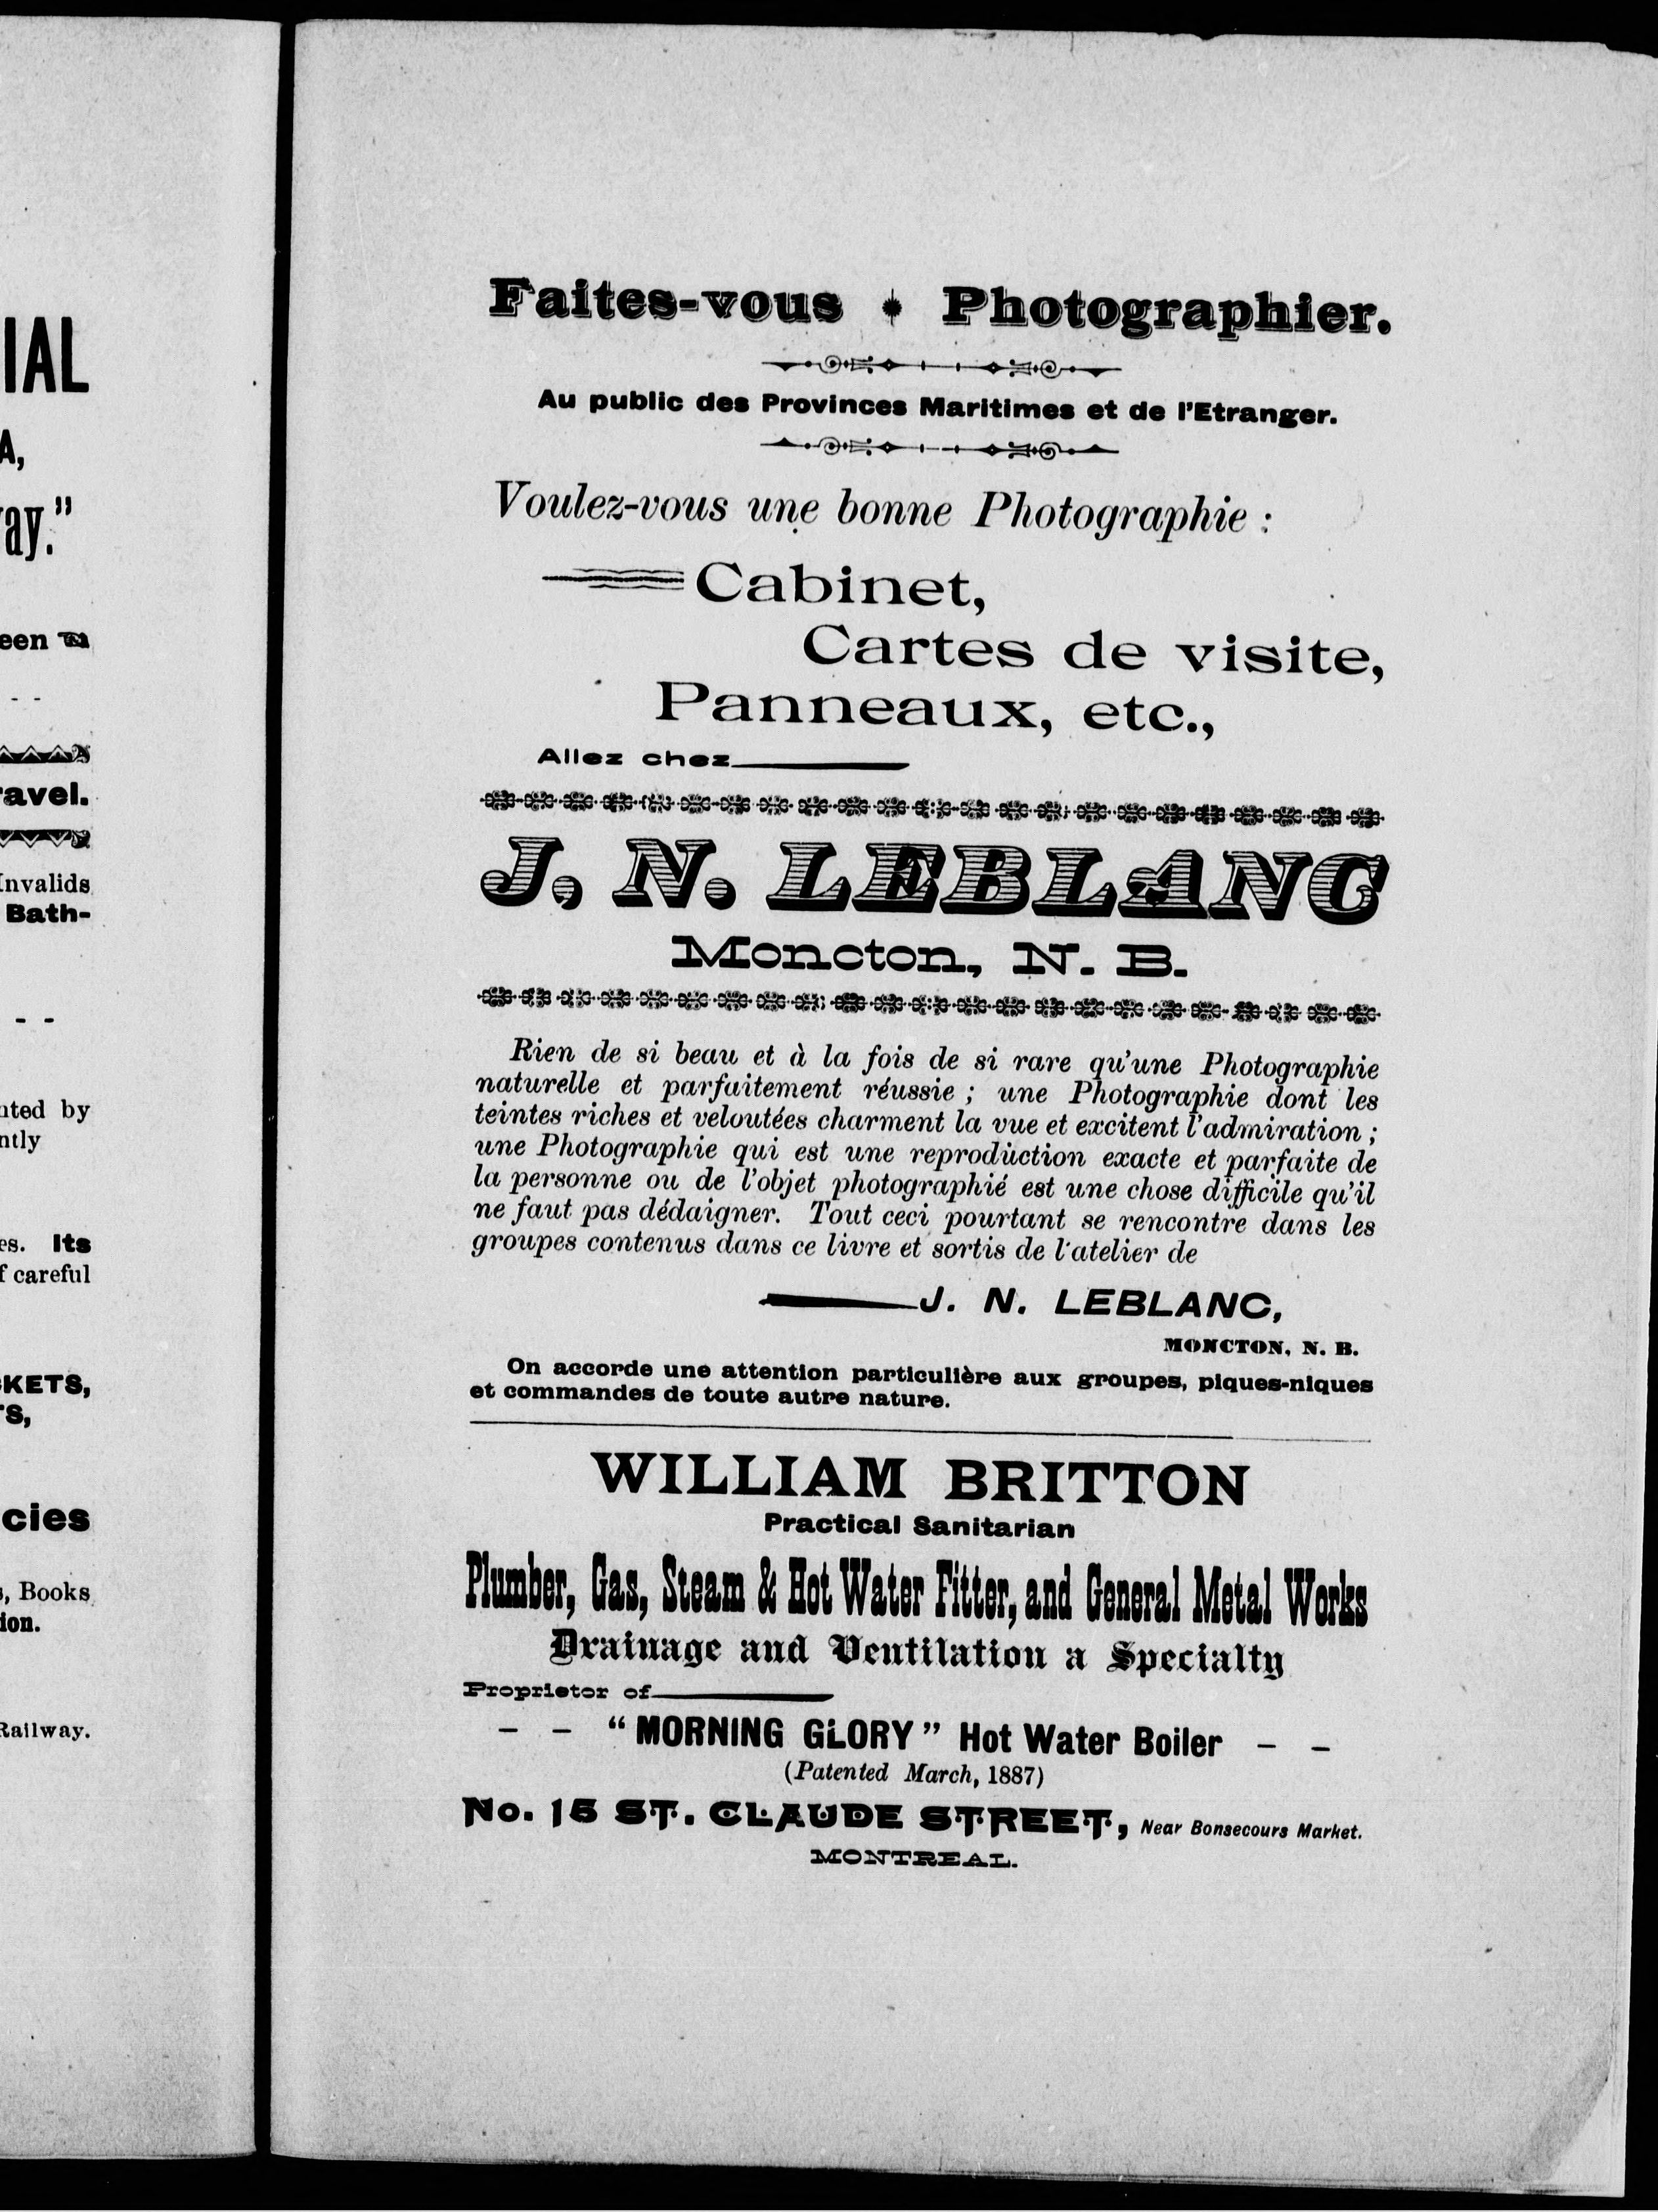 IAL
A,
ay."
een
ravel.
Invalids
Bath-
nted by
ntly
es. Its
f careful
KETS,
TS,
cies
s, Books
ion.
Railway.
Faites-vous Photographier.
Au public des Provinces Maritimes et de l'Etranger.
Voulez-vous une bonne Photographie :
Cabinet,
Cartes de visite,
Panneaux, etc.,
Allez chez
J. N. LEBLANC
Moncton, N. B.
Rien de si beau et à la fois de si rare qu'une Photographie
naturelle et parfaitement réussie ; une Photographie dont les
teintes riches et veloutées charment la vue et excitent l'admiration ;
une Photographie qui est une reproduction exacte et parfaite de
la personne ou de l'objet photographié est une chose difficile qu'il
ne faut pas dédaigner. Tout ceci pourtant se rencontre dans les
groupes contenus dans ce livre et sortis de l'atelier de
J. N. LEBLANC,
MONCTON, N. B.
On accorde une attention particulière aux groupes, piques-niques
et commandes de toute autre nature.
WILLIAM BRITTON
Practical Sanitarian
Plumber, Gas, Steam & Hot Water Fitter, and General Metal Works
Drainage and Ventilation a Specialty
Proprietor of
- - "MORNING GLORY" Hot Water Boiler - -
(Patented March, 1887)
No. 15 ST. CLAUDE STREET, Near Bonsecours Market.
MONTREAL.